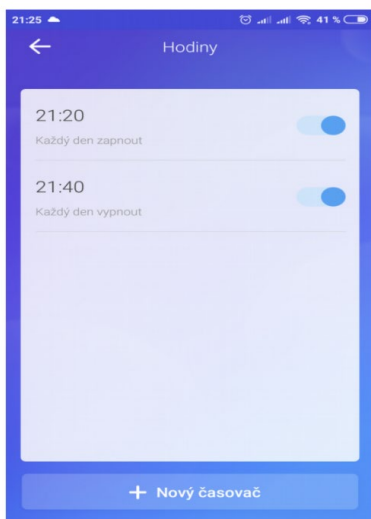 21:25 41 %
Hodiny
21:20
Každý den zapnout
21:40
Každý den vypnout
+ Nový časovač